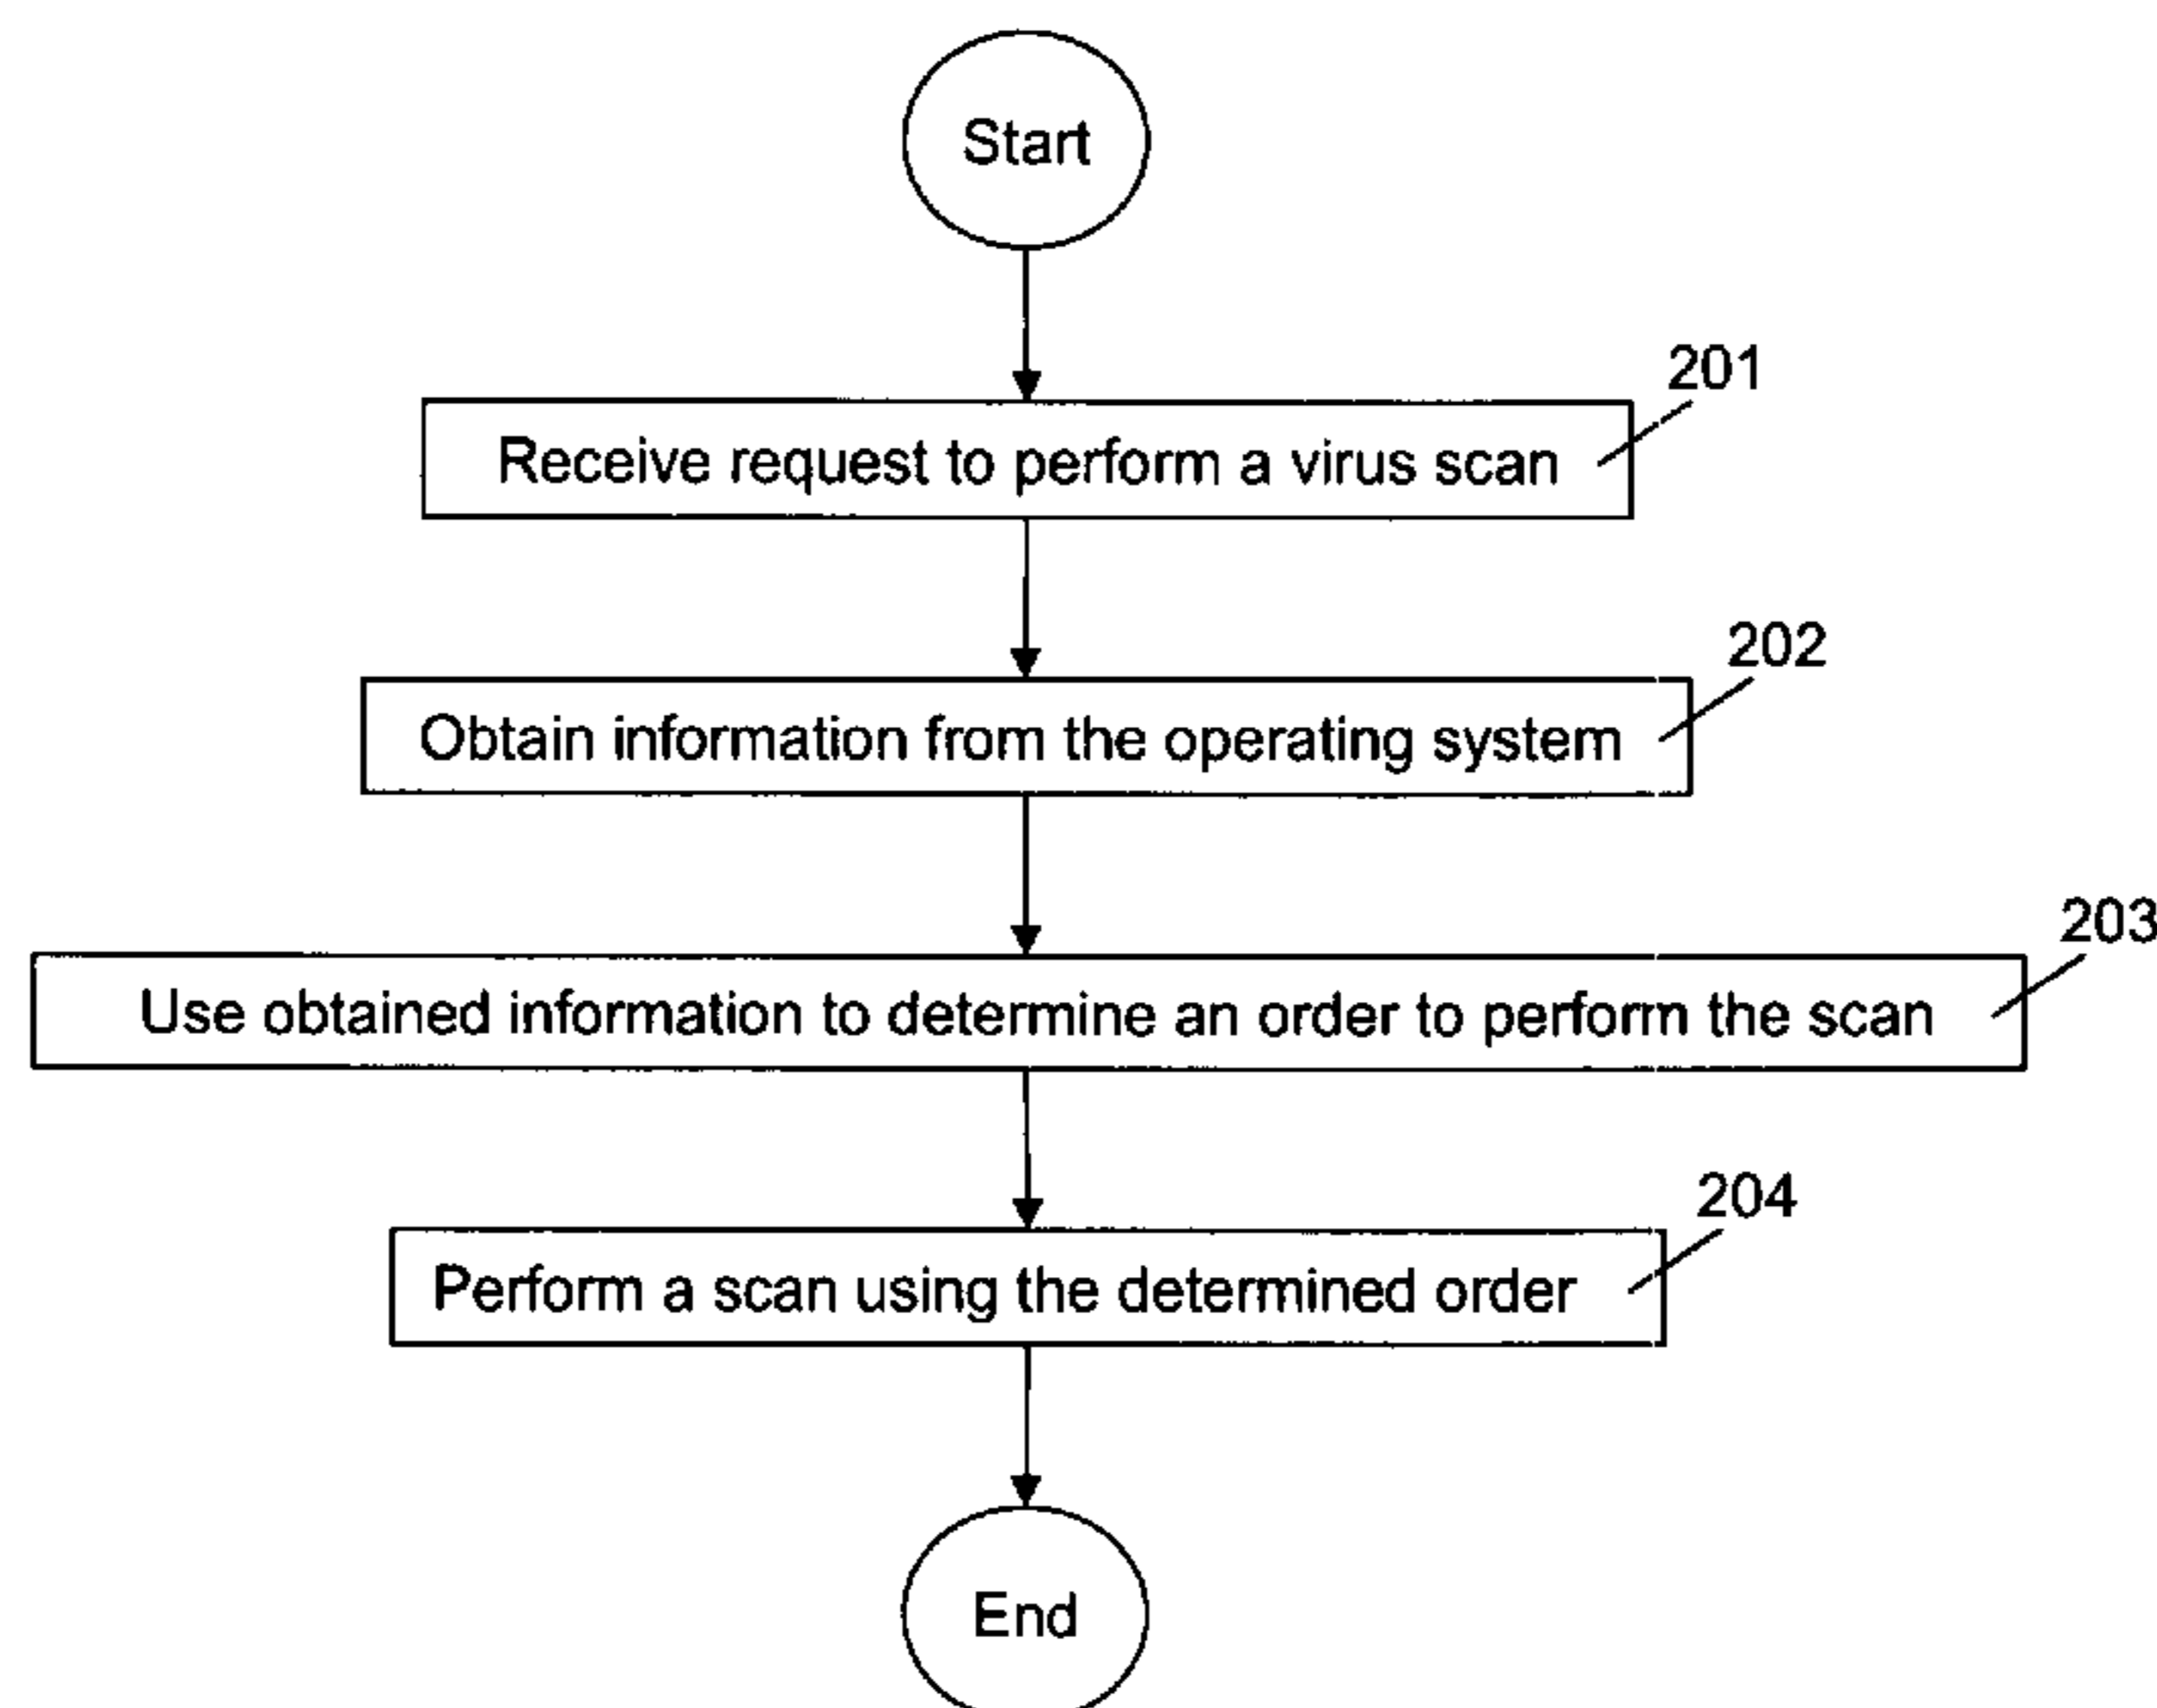 Start
201
Receive request to perform a virus scan
202
Obtain information from the operating system
203
Use obtained information to determine an order to perform the scan
204
Perform a scan using the determined order
End